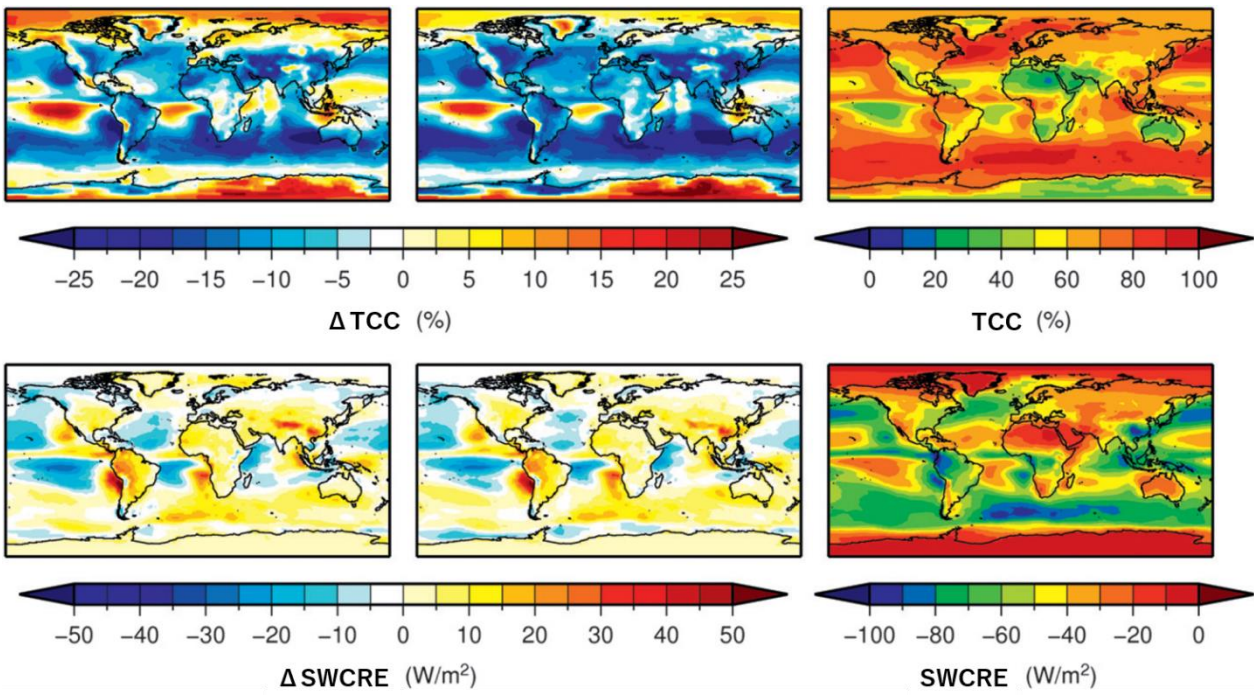 −25 −20 −15 −10 −5 0 5 10 15 20 25
0 20 40 60 80 100
Δ TCC (%)
TCC (%)
−50 −40 −30 −20 −10 0 10 20 30 40 50
−100 −80 −60 −40 −20 0
Δ SWCRE (W/m²)
SWCRE (W/m²)